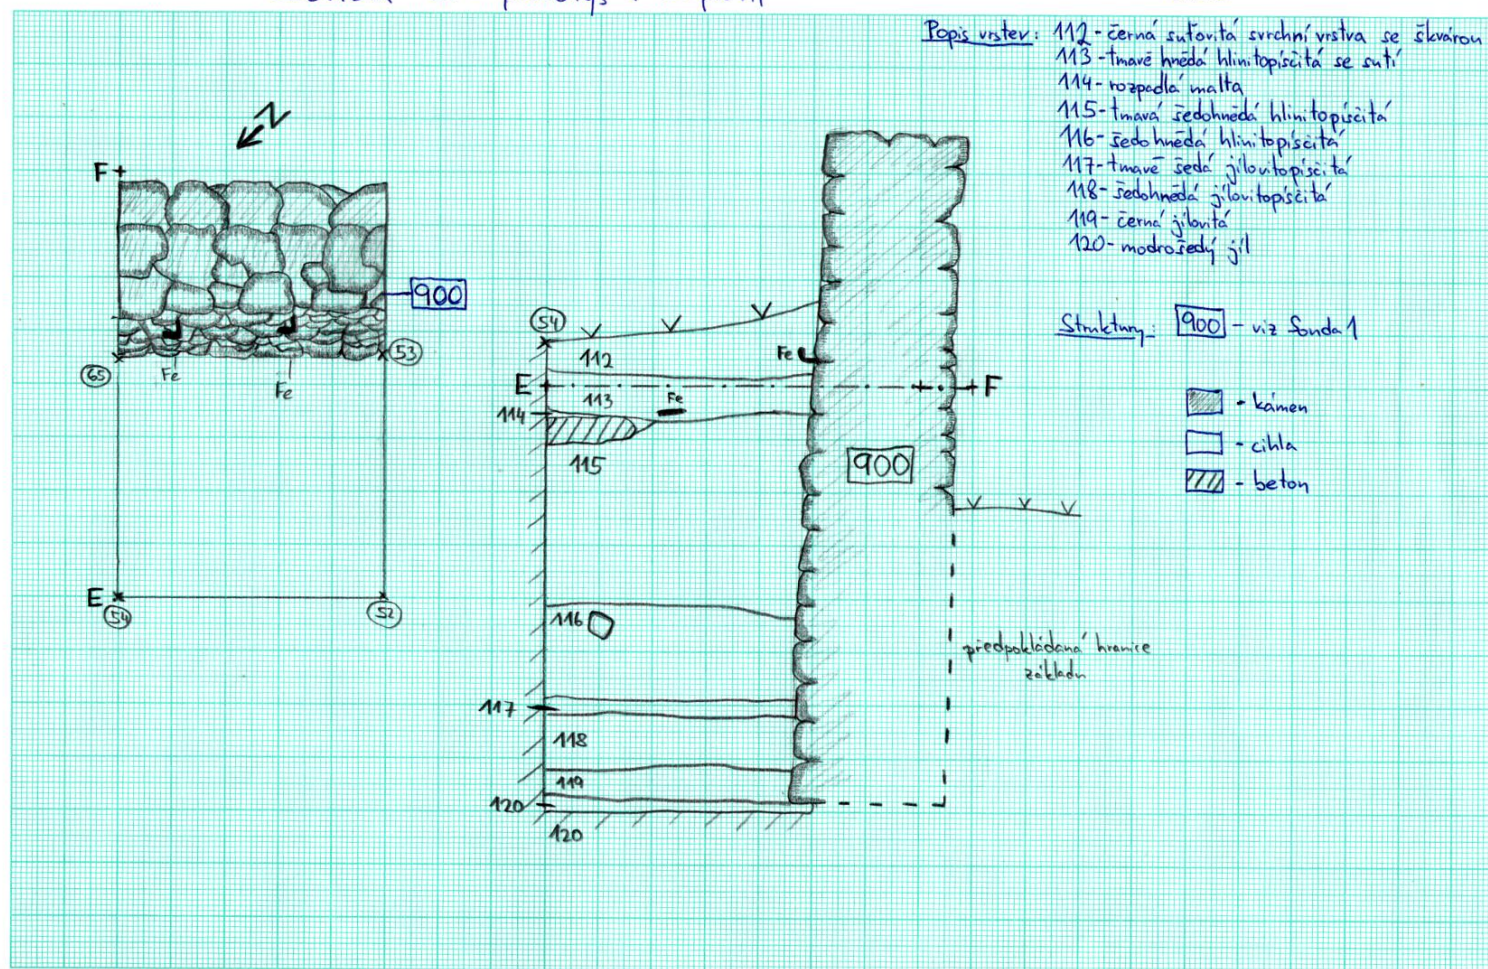 Popis vrstev: 112 - černá suťovitá svrchní vrstva se škvárou
113 - tmavě hnědá hlinitopísčitá se sutí
114 - rozpadlá malta
115 - tmavá šedohnědá hlinitopísčitá
116 - šedohnědá hlinitopísčitá
117 - tmavě šedá jílovitopísčitá
118 - šedohnědá jílovitopísčitá
119 - černá jílovitá
120 - modrošedý jíl
Struktury: 900 - viz Sonda 1
- kámen
- cihla
- beton
N
F
900
65
53
Fe
Fe
E
54
52
54
112
Fe
E
F
113
Fe
114
115
900
116
předpokládaná hranice
základu
117
118
119
120
120